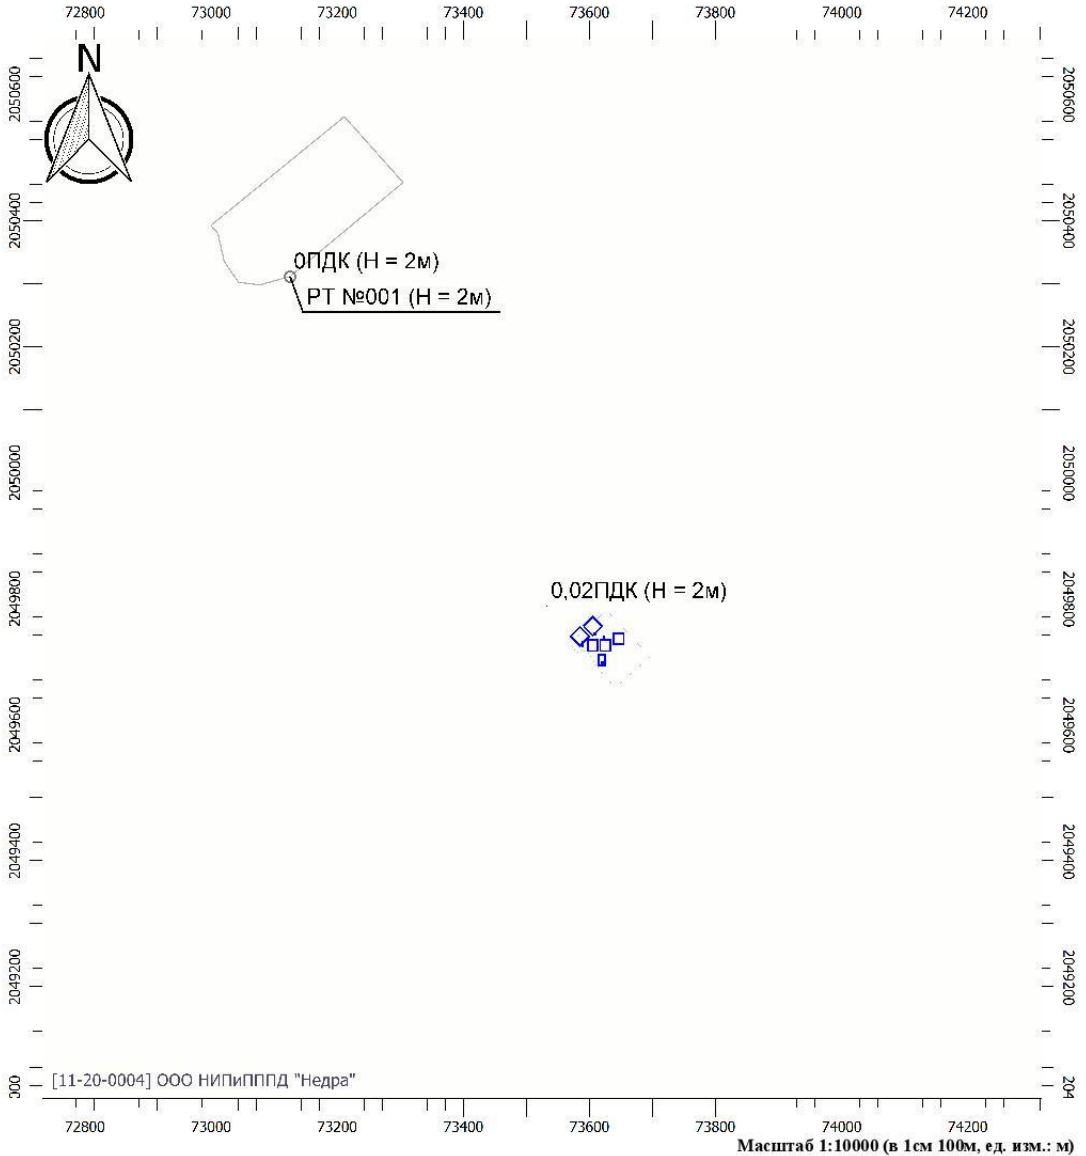 72800 73000 73200 73400 73600 73800 74000 74200
N
2050600 2050600
2050400 2050400
0ПДК (Н = 2м)
РТ №001 (Н = 2м)
2050200 2050200
2050000 2050000
0,02ПДК (Н = 2м)
2049800 2049800
2049600 2049600
2049400 2049400
2049200 2049200
000 204
[11-20-0004] ООО НИПиПППД "Недра"
72800 73000 73200 73400 73600 73800 74000 74200
Масштаб 1:10000 (в 1см 100м, ед. изм.: м)